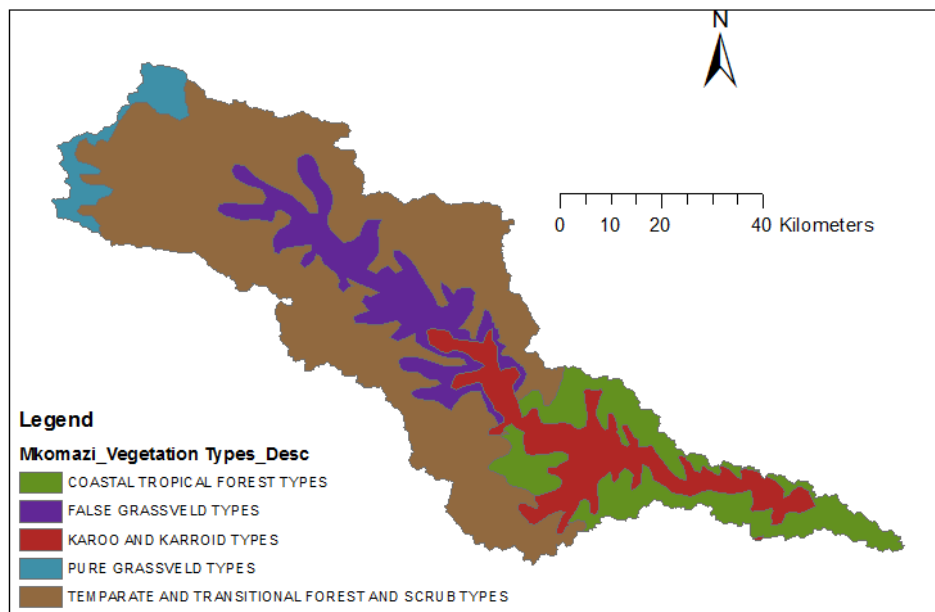 N
0 10 20 40 Kilometers
Legend
Mkomazi_Vegetation Types_Desc
COASTAL TROPICAL FOREST TYPES
FALSE GRASSVELD TYPES
KAROO AND KARROID TYPES
PURE GRASSVELD TYPES
TEMPARATE AND TRANSITIONAL FOREST AND SCRUB TYPES